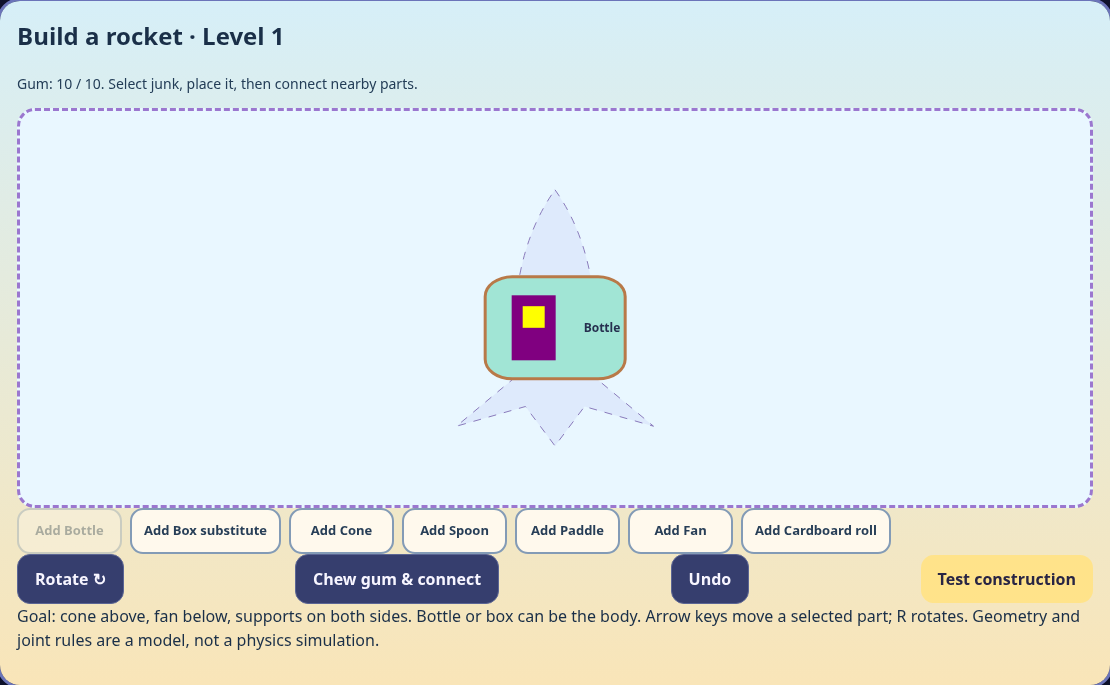 Build a rocket · Level 1
Gum: 10 / 10. Select junk, place it, then connect nearby parts.
Bottle
Add Bottle
Add Box substitute
Add Cone
Add Spoon
Add Paddle
Add Fan
Add Cardboard roll
Rotate ↻
Chew gum & connect
Undo
Test construction
Goal: cone above, fan below, supports on both sides. Bottle or box can be the body. Arrow keys move a selected part; R rotates. Geometry and
joint rules are a model, not a physics simulation.